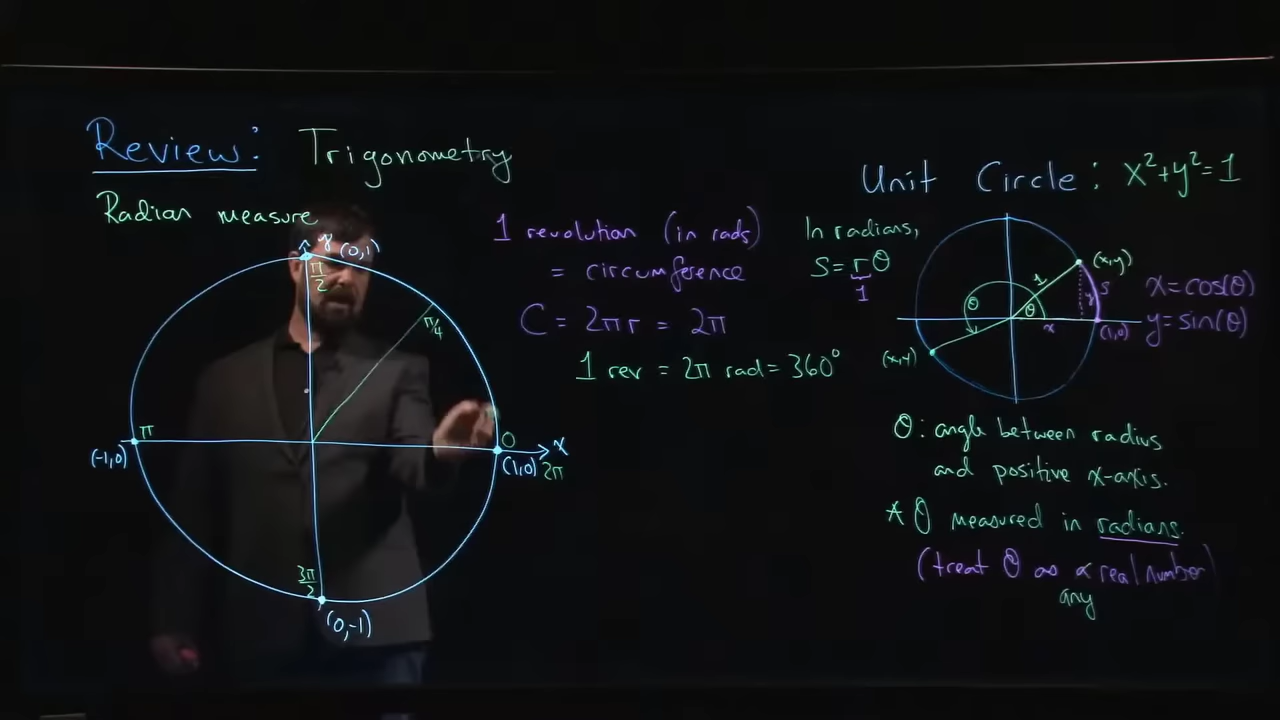 Review: Trigonometry
Radian measure
y (0,1)
π/2
π/4
π
(-1,0)
0
x
(1,0) 2π
3π/2
(0,-1)
1 revolution (in rads)
= circumference
C = 2πr = 2π
1 rev = 2π rad = 360°
Unit Circle: x²+y²=1
In radians,
S = rθ
1
(x,y)
1
θ
θ
y
s
x
(1,0)
(x,y)
x = cos(θ)
y = sin(θ)
θ: angle between radius
and positive x-axis.
* θ measured in radians.
(treat θ as a real number)
any